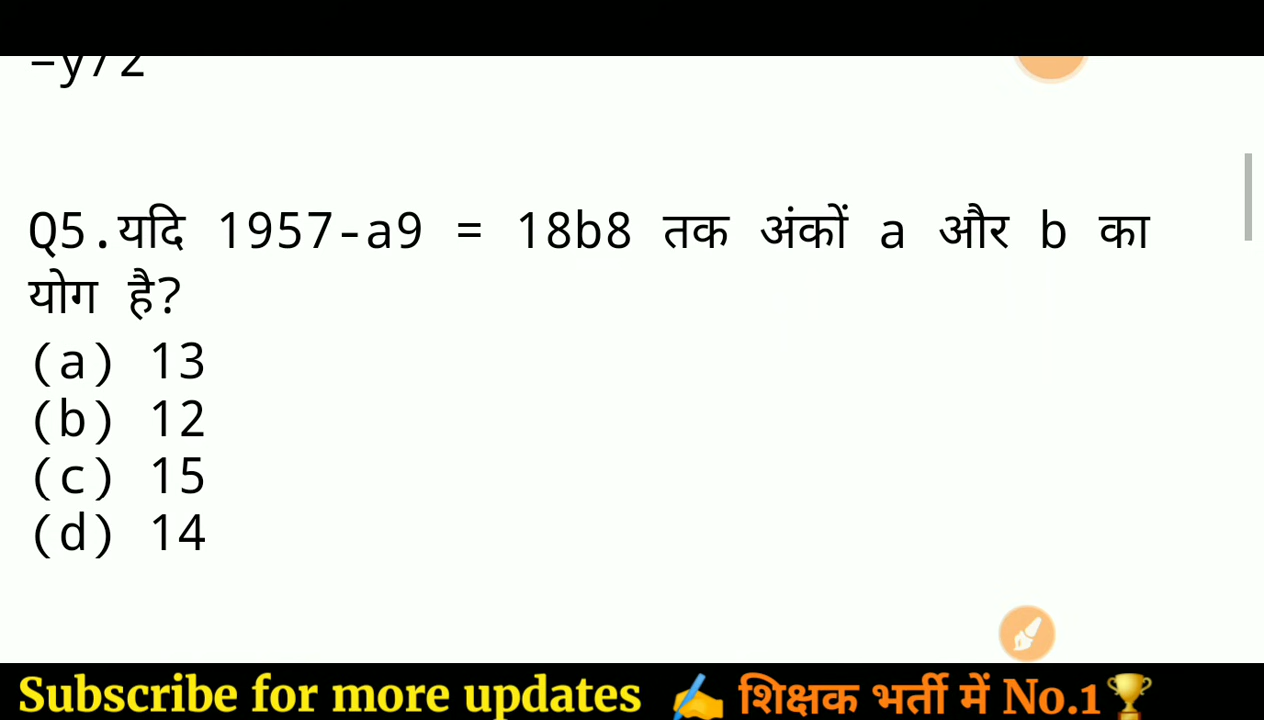 =y/2
Q5.यदि 1957-a9 = 18b8 तक अंकों a और b का
योग है?
(a) 13
(b) 12
(c) 15
(d) 14
Subscribe for more updates ✍️ शिक्षक भर्ती में No.1🏆